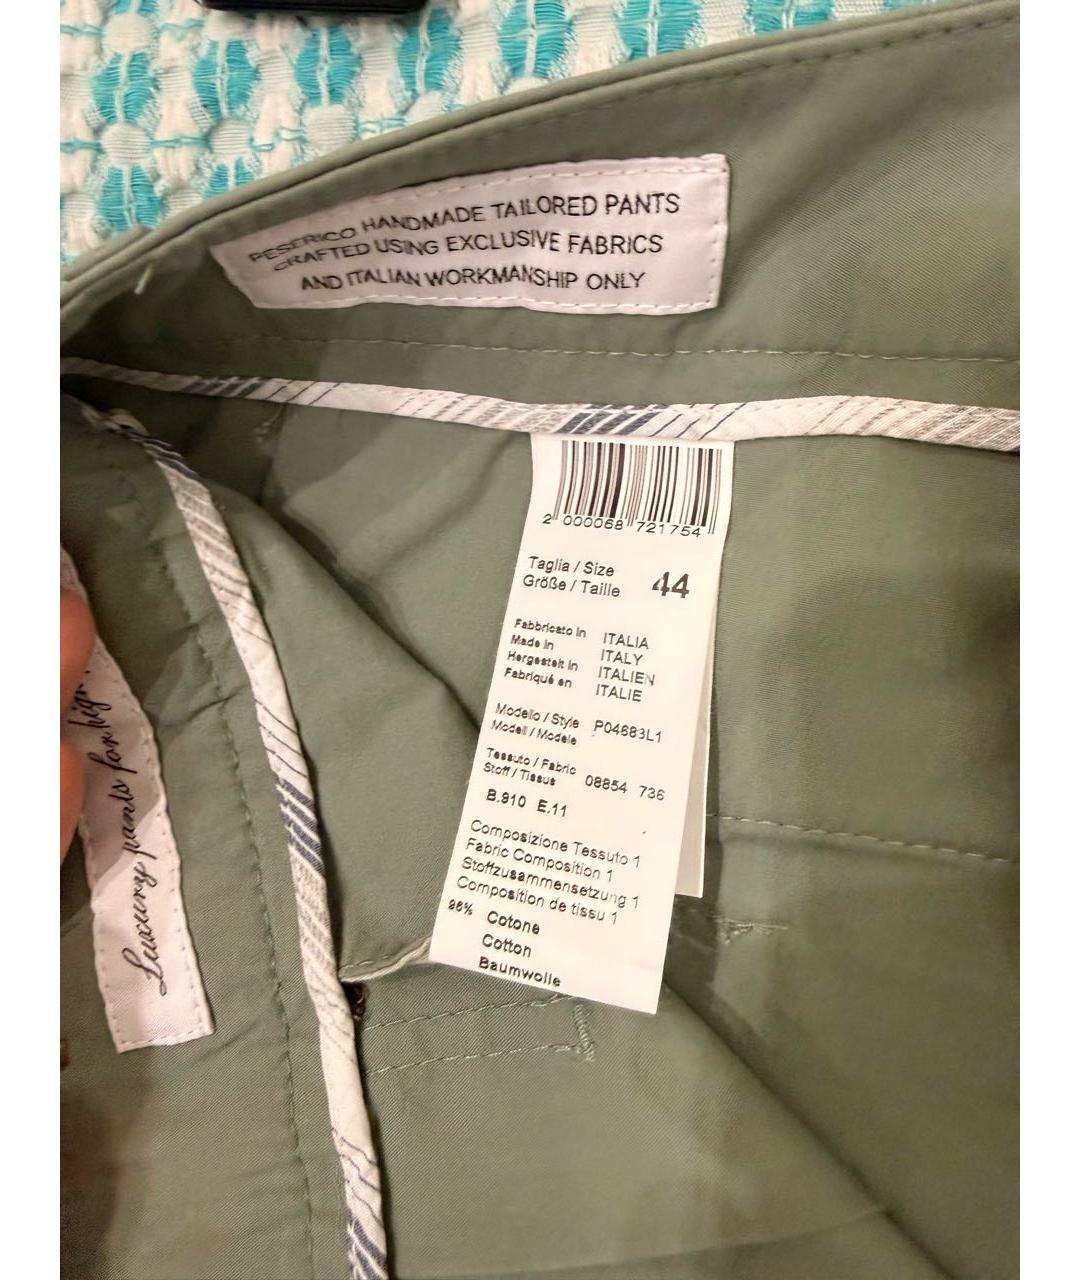 PESERICO HANDMADE TAILORED PANTS
CRAFTED USING EXCLUSIVE FABRICS
AND ITALIAN WORKMANSHIP ONLY
2 000068 721754
Taglia / Size
Größe / Taille
44
Fabbricato in ITALIA
Made in ITALY
Hergestelt in ITALIEN
Fabriqué en ITALIE
Modello / Style
Modell / Modele
P04683L1
Tessuto / Fabric
Stoff / Tissus
08854 736
B.910 E.11
Composizione Tessuto 1
Fabric Composition 1
Stoffzusammensetzung 1
Composition de tissu 1
96% Cotone
Cotton
Baumwolle
Luxury pants for